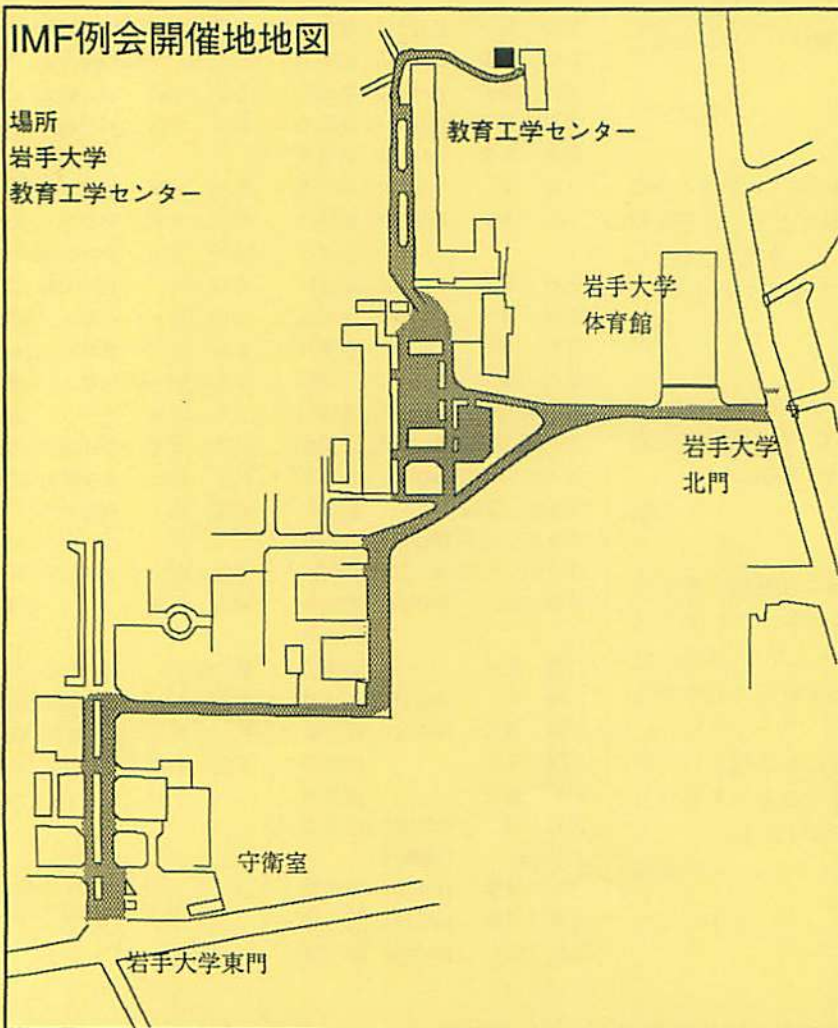 IMF例会開催地地図
場所
岩手大学
教育工学センター
教育工学センター
岩手大学
体育館
岩手大学
北門
守衛室
岩手大学東門